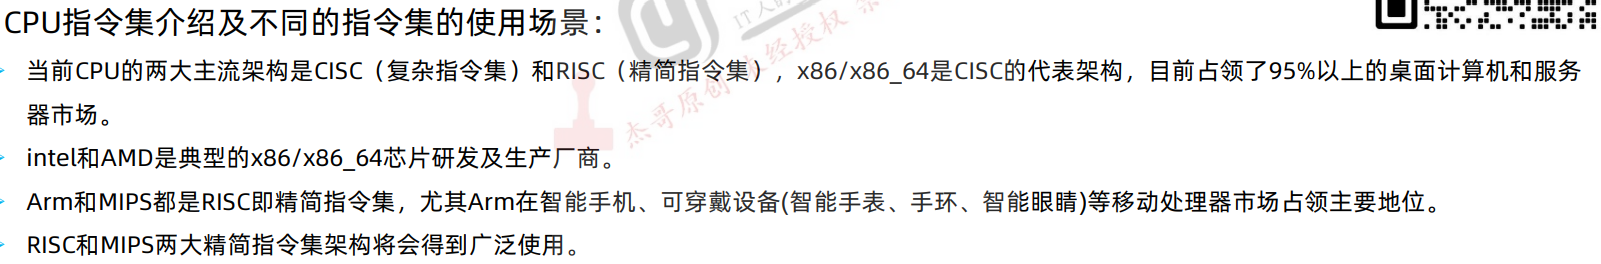 CPU指令集介绍及不同的指令集的使用场景：
当前CPU的两大主流架构是CISC（复杂指令集）和RISC（精简指令集），x86/x86_64是CISC的代表架构，目前占领了95%以上的桌面计算机和服务
器市场。
intel和AMD是典型的x86/x86_64芯片研发及生产厂商。
Arm和MIPS都是RISC即精简指令集，尤其Arm在智能手机、可穿戴设备(智能手表、手环、智能眼睛)等移动处理器市场占领主要地位。
RISC和MIPS两大精简指令集架构将会得到广泛使用。
IT人的
杰哥原创 经授权